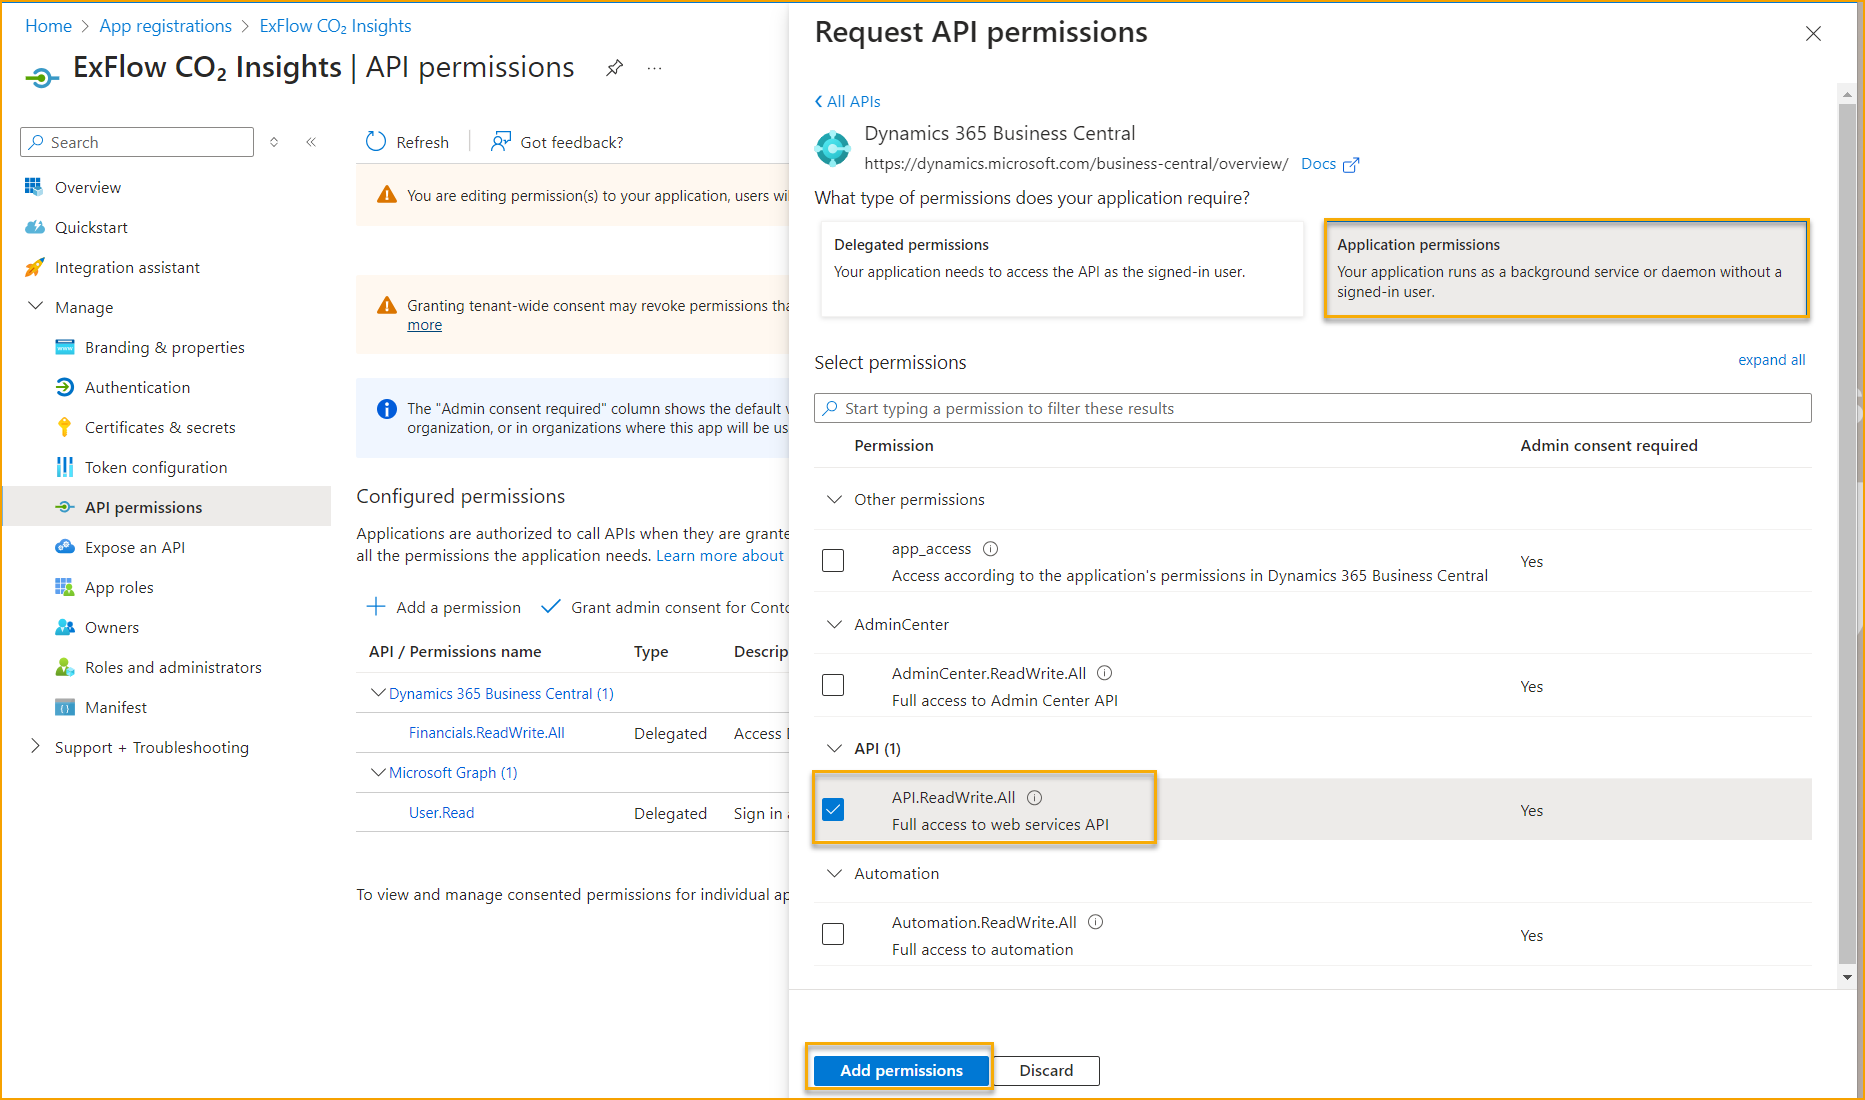 Home > App registrations > ExFlow CO₂ Insights
ExFlow CO₂ Insights | API permissions
Search
Overview
Quickstart
Integration assistant
Manage
Branding & properties
Authentication
Certificates & secrets
Token configuration
API permissions
Expose an API
App roles
Owners
Roles and administrators
Manifest
Support + Troubleshooting
Refresh
Got feedback?
You are editing permission(s) to your application, users wi
Granting tenant-wide consent may revoke permissions tha
more
The "Admin consent required" column shows the default v
organization, or in organizations where this app will be us
Configured permissions
Applications are authorized to call APIs when they are grante
all the permissions the application needs. Learn more about
Add a permission
Grant admin consent for Conto
API / Permissions name Type Descrip
Dynamics 365 Business Central (1)
Financials.ReadWrite.All Delegated Access
Microsoft Graph (1)
User.Read Delegated Sign in
To view and manage consented permissions for individual ap
Request API permissions
All APIs
Dynamics 365 Business Central
https://dynamics.microsoft.com/business-central/overview/ Docs
What type of permissions does your application require?
Delegated permissions
Your application needs to access the API as the signed-in user.
Application permissions
Your application runs as a background service or daemon without a
signed-in user.
Select permissions
expand all
Start typing a permission to filter these results
Permission Admin consent required
Other permissions
app_access
Access according to the application's permissions in Dynamics 365 Business Central
Yes
AdminCenter
AdminCenter.ReadWrite.All
Full access to Admin Center API
Yes
API (1)
API.ReadWrite.All
Full access to web services API
Yes
Automation
Automation.ReadWrite.All
Full access to automation
Yes
Add permissions
Discard